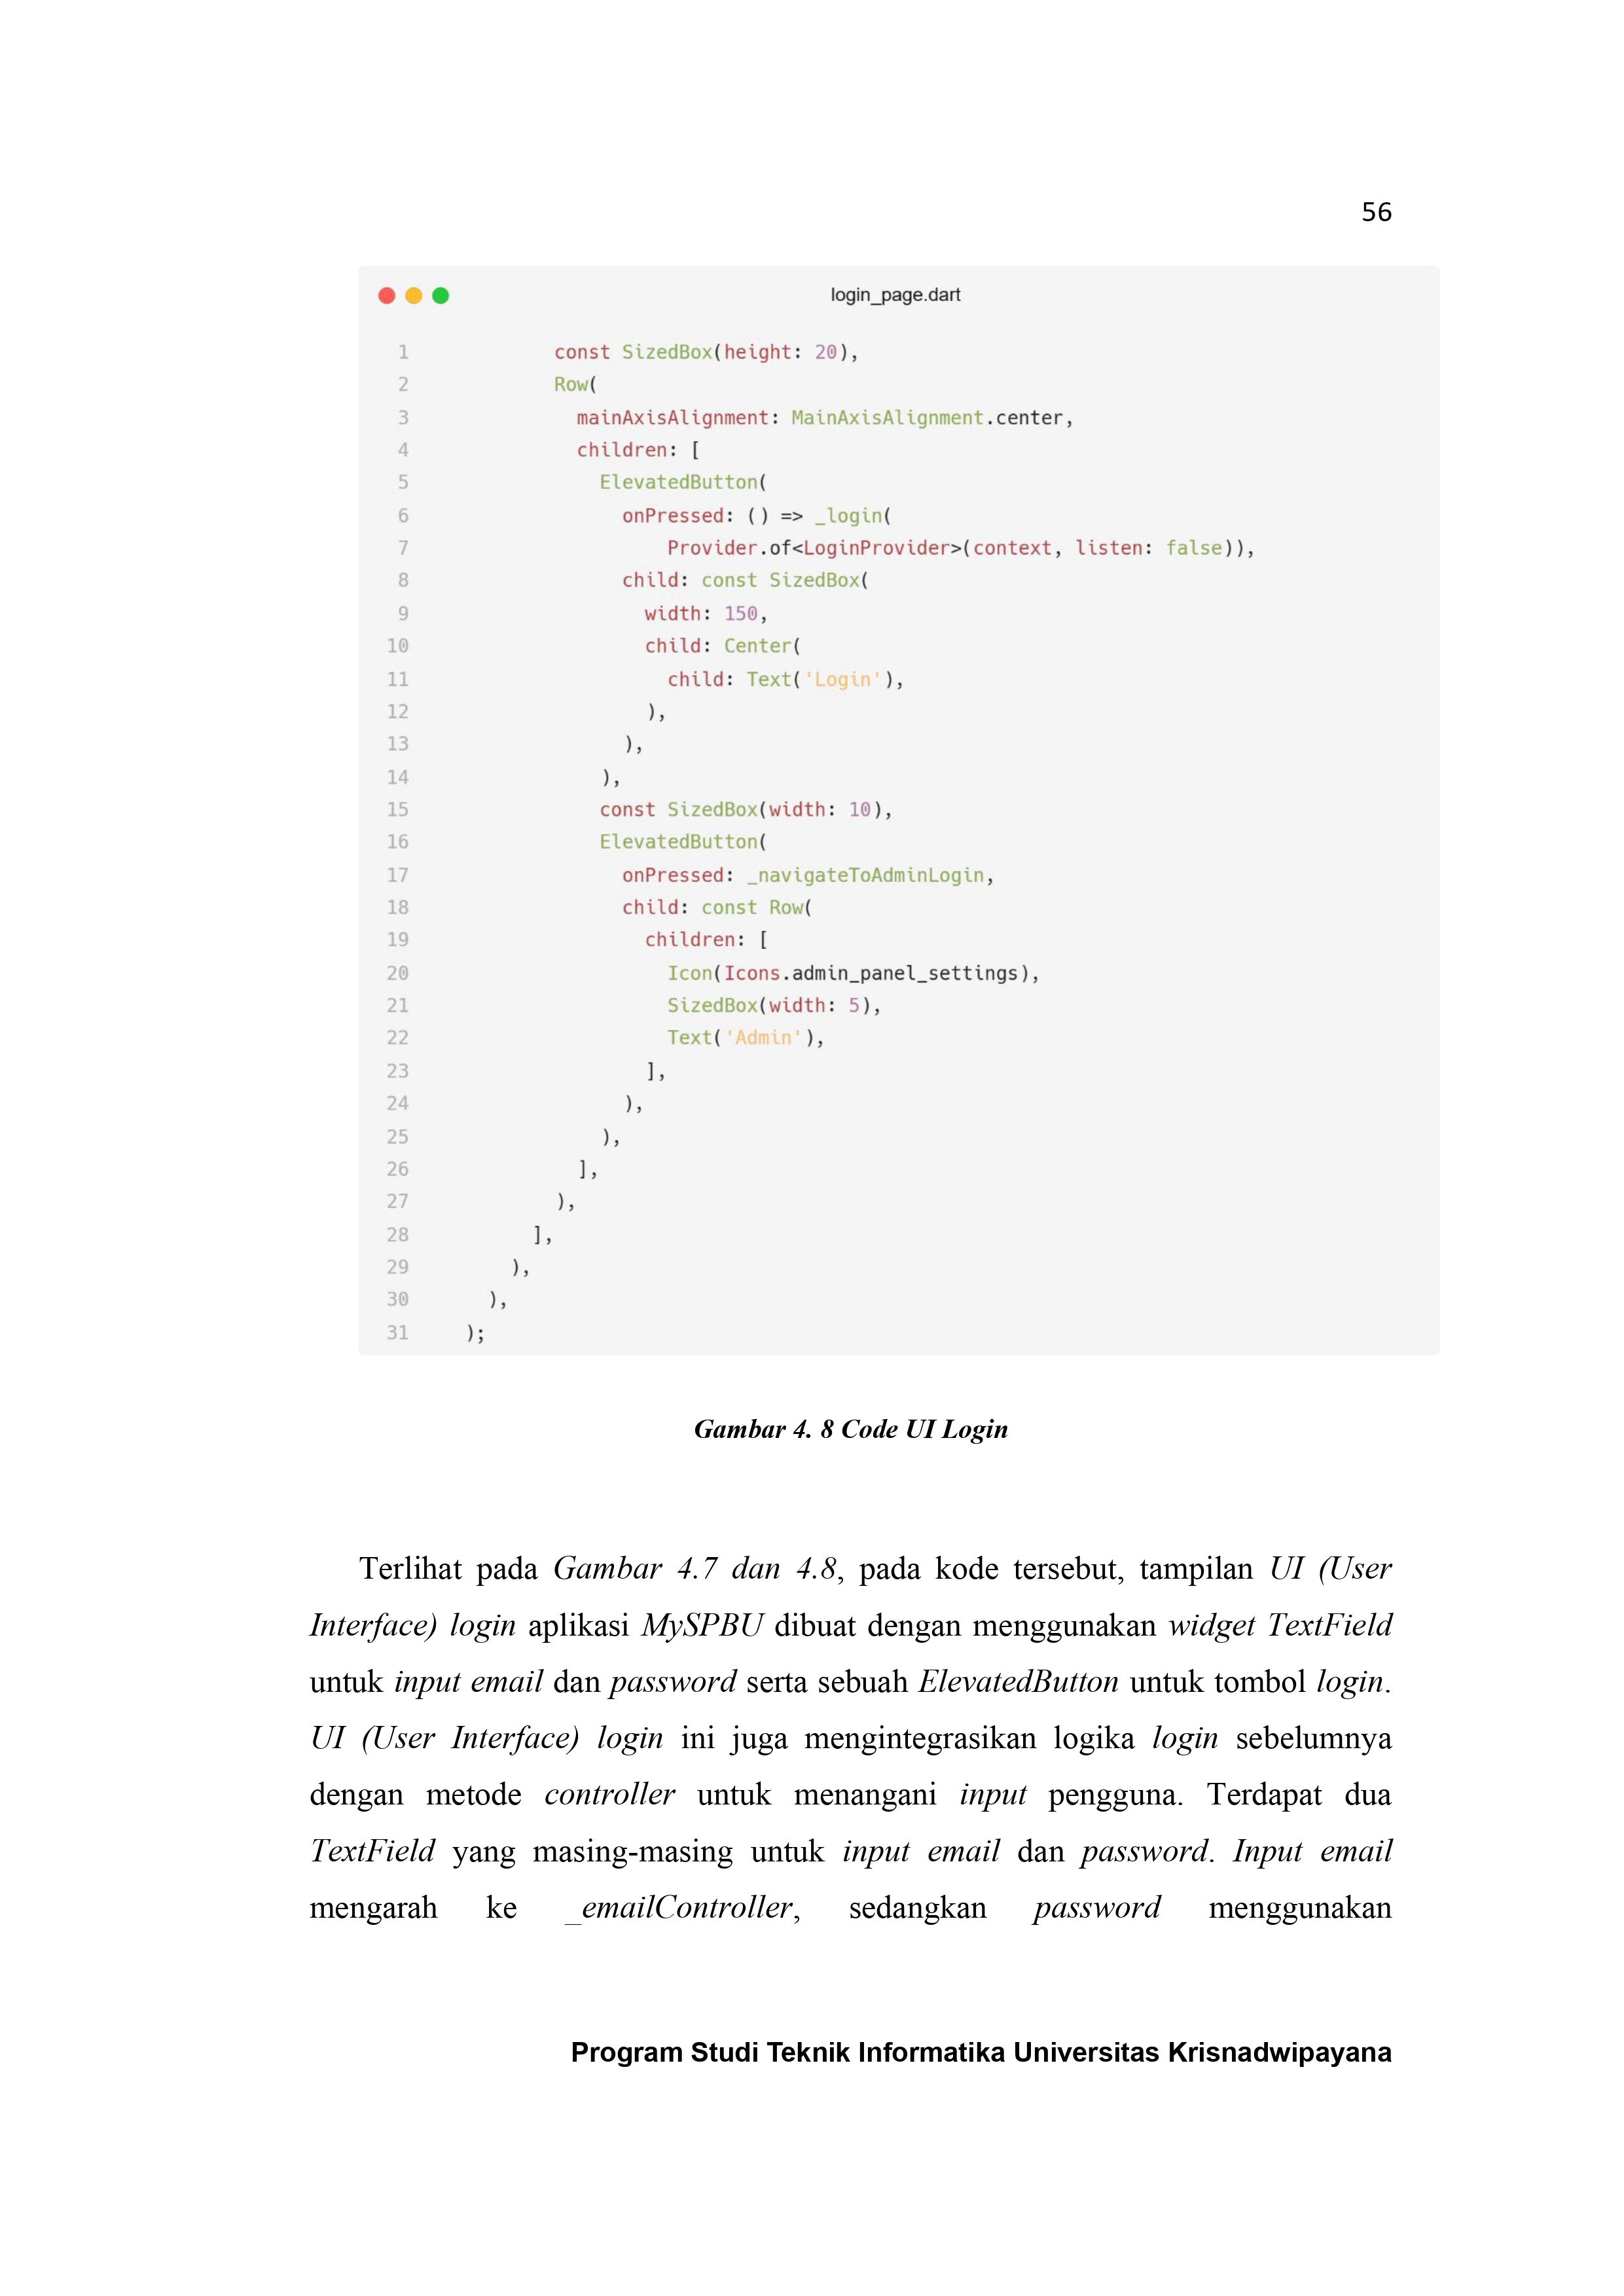 56
login_page.dart
1 const SizedBox(height: 20),
2 Row(
3 mainAxisAlignment: MainAxisAlignment.center,
4 children: [
5 ElevatedButton(
6 onPressed: () => _login(
7 Provider.of<LoginProvider>(context, listen: false)),
8 child: const SizedBox(
9 width: 150,
10 child: Center(
11 child: Text('Login'),
12 ),
13 ),
14 ),
15 const SizedBox(width: 10),
16 ElevatedButton(
17 onPressed: _navigateToAdminLogin,
18 child: const Row(
19 children: [
20 Icon(Icons.admin_panel_settings),
21 SizedBox(width: 5),
22 Text('Admin'),
23 ],
24 ),
25 ),
26 ],
27 ),
28 ],
29 ),
30 ),
31 );
Gambar 4. 8 Code UI Login
Terlihat pada Gambar 4.7 dan 4.8, pada kode tersebut, tampilan UI (User
Interface) login aplikasi MySPBU dibuat dengan menggunakan widget TextField
untuk input email dan password serta sebuah ElevatedButton untuk tombol login.
UI (User Interface) login ini juga mengintegrasikan logika login sebelumnya
dengan metode controller untuk menangani input pengguna. Terdapat dua
TextField yang masing-masing untuk input email dan password. Input email
mengarah ke _emailController, sedangkan password menggunakan
Program Studi Teknik Informatika Universitas Krisnadwipayana